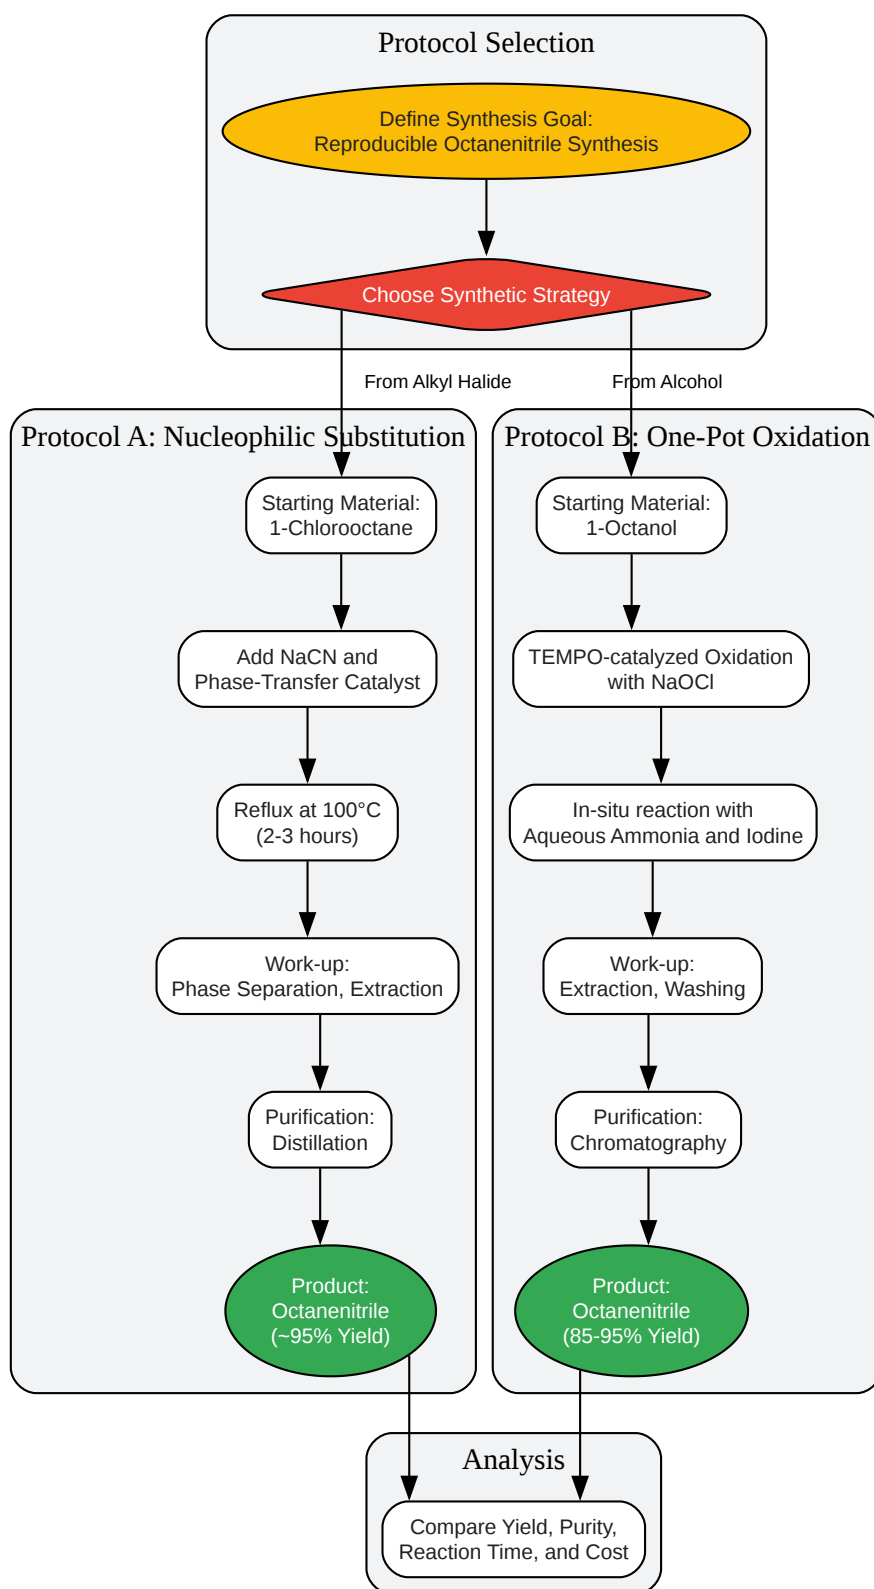 Protocol Selection
Define Synthesis Goal:
Reproducible Octanenitrile Synthesis
Choose Synthetic Strategy
From Alkyl Halide
From Alcohol
Protocol A: Nucleophilic Substitution
Starting Material:
1-Chlorooctane
Add NaCN and
Phase-Transfer Catalyst
Reflux at 100°C
(2-3 hours)
Work-up:
Phase Separation, Extraction
Purification:
Distillation
Product:
Octanenitrile
(~95% Yield)
Protocol B: One-Pot Oxidation
Starting Material:
1-Octanol
TEMPO-catalyzed Oxidation
with NaOCl
In-situ reaction with
Aqueous Ammonia and Iodine
Work-up:
Extraction, Washing
Purification:
Chromatography
Product:
Octanenitrile
(85-95% Yield)
Analysis
Compare Yield, Purity,
Reaction Time, and Cost